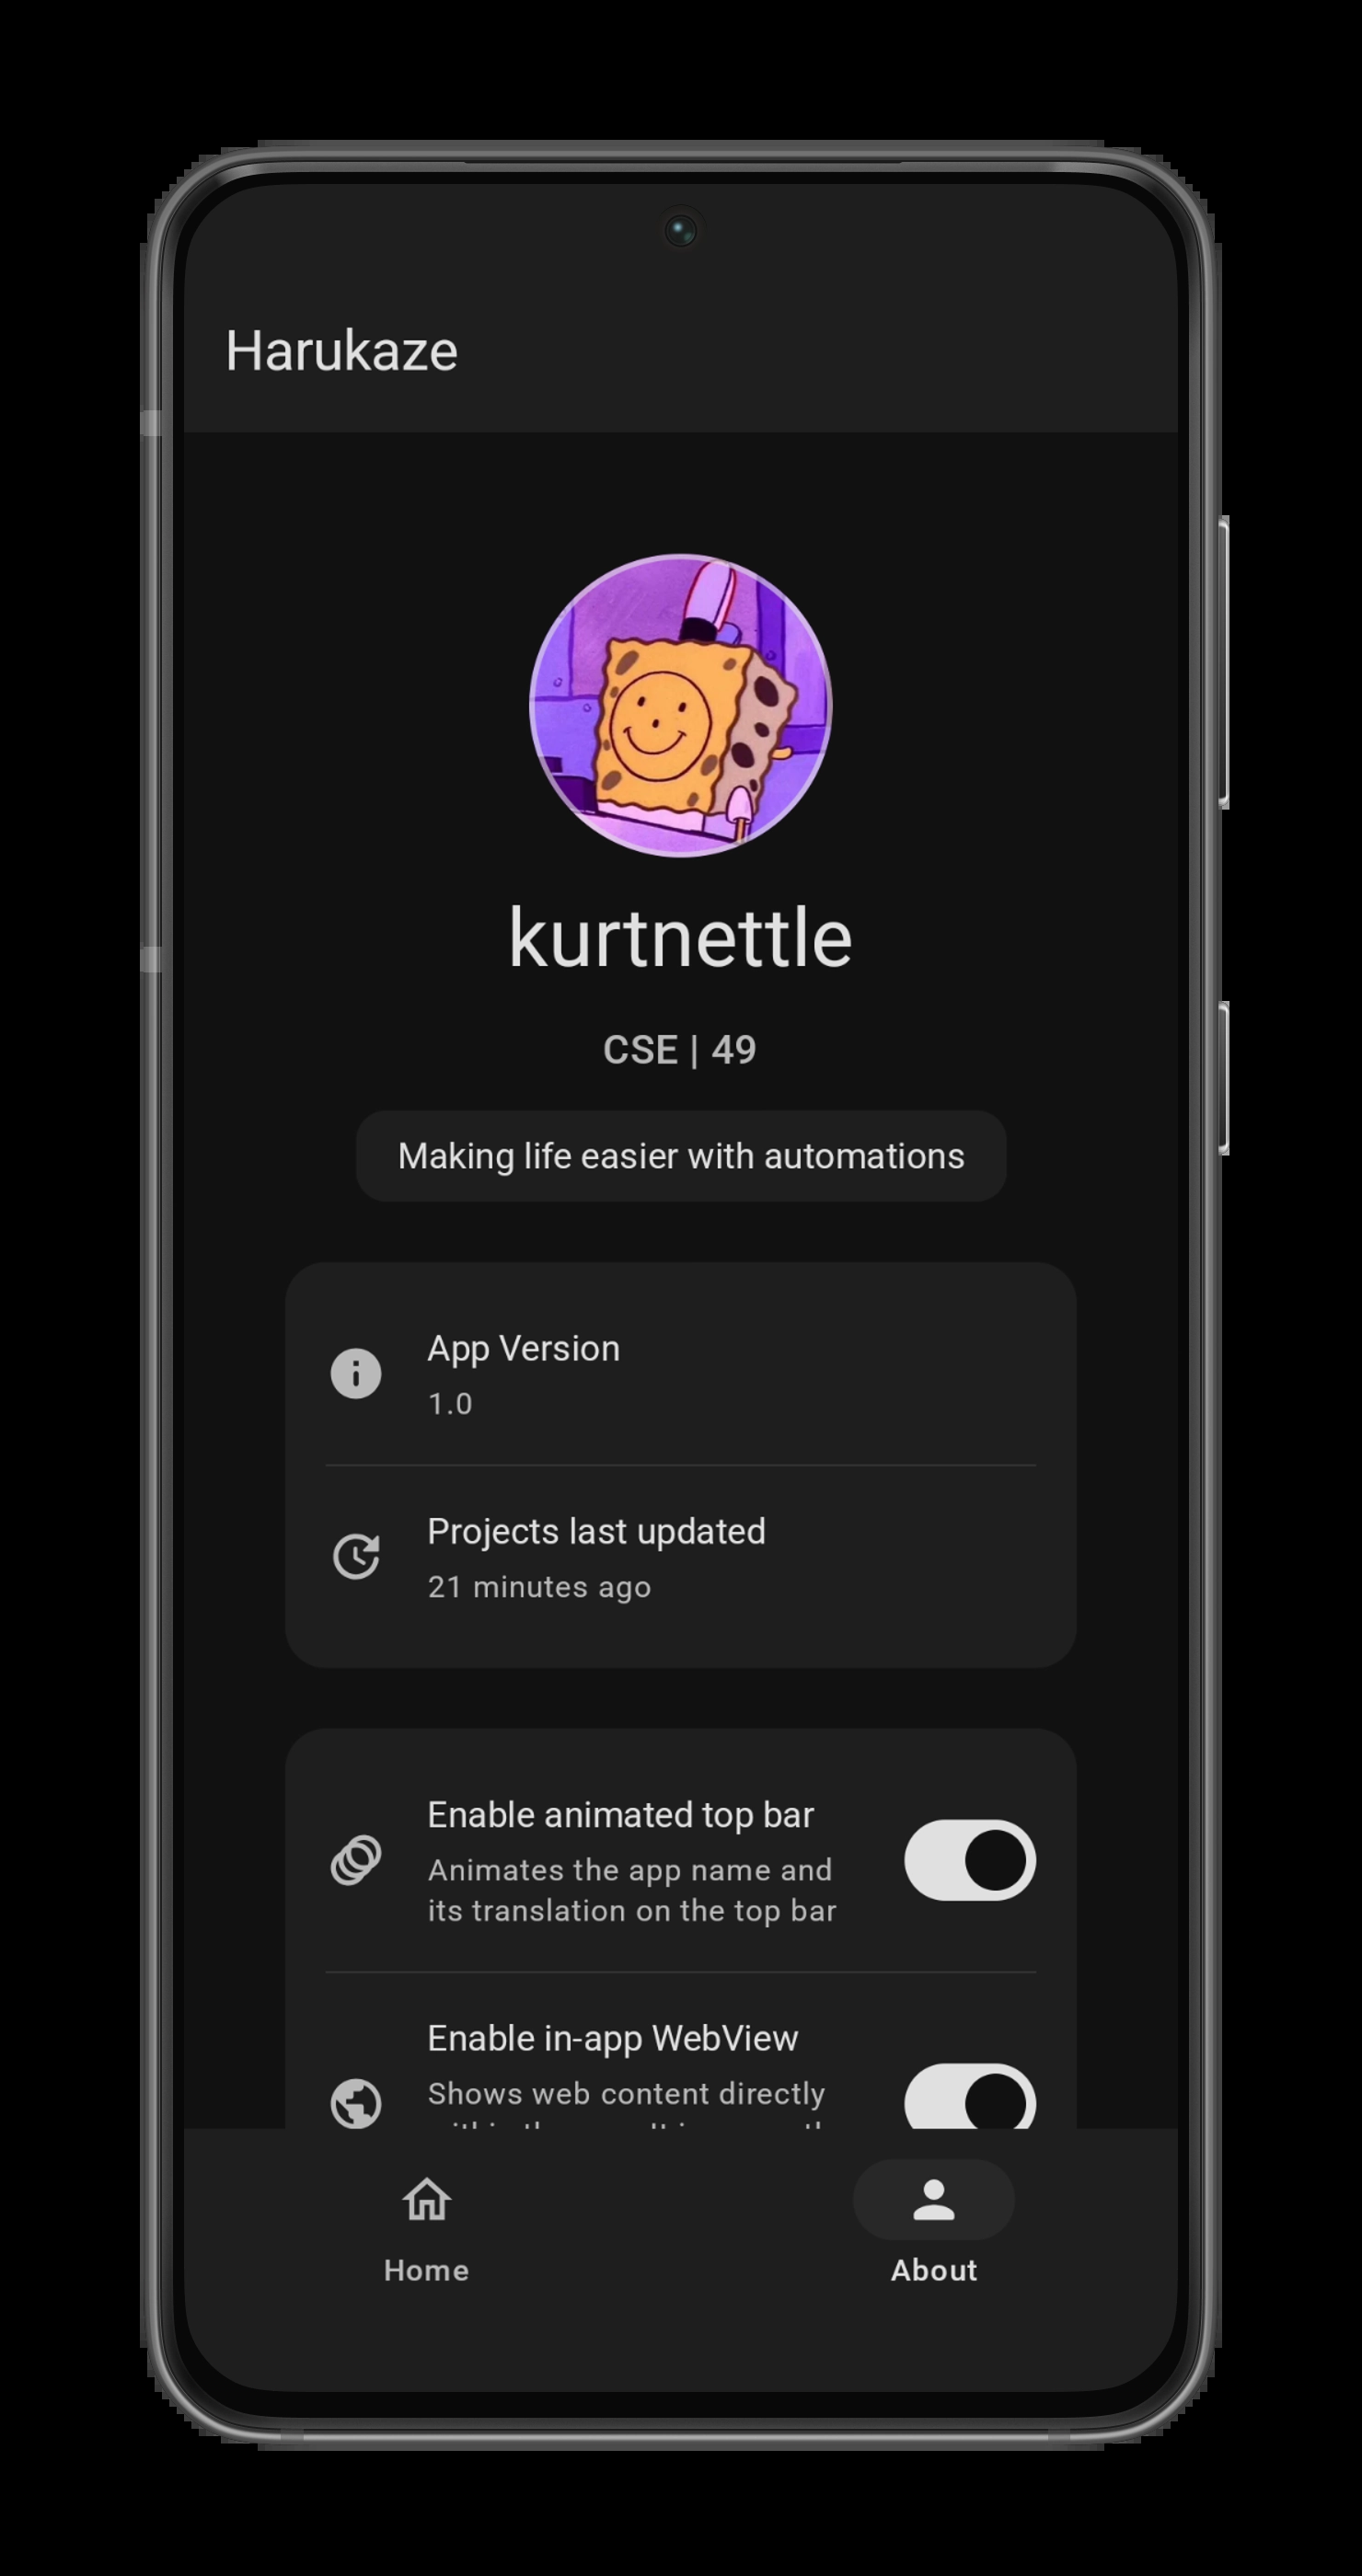 Harukaze
kurtnettle
CSE | 49
Making life easier with automations
App Version
1.0
Projects last updated
21 minutes ago
Enable animated top bar
Animates the app name and
its translation on the top bar
Enable in-app WebView
Shows web content directly
Home
About